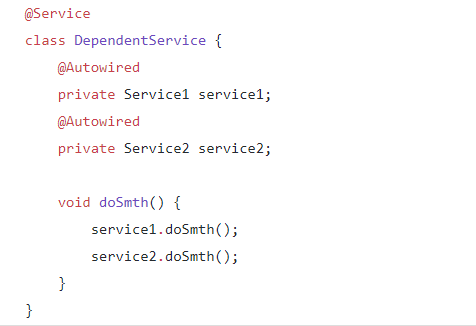 @Service
class DependentService {
    @Autowired
    private Service1 service1;
    @Autowired
    private Service2 service2;

    void doSmth() {
        service1.doSmth();
        service2.doSmth();
    }
}